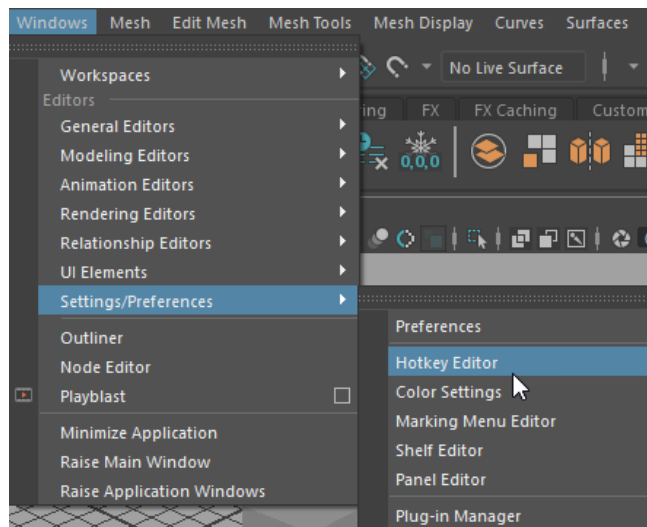 Windows Mesh Edit Mesh Mesh Tools Mesh Display Curves Surfaces
No Live Surface
FX FX Caching Custom
0,0,0
Workspaces
Editors
General Editors
Modeling Editors
Animation Editors
Rendering Editors
Relationship Editors
UI Elements
Settings/Preferences
Outliner
Node Editor
Playblast
Minimize Application
Raise Main Window
Raise Application Windows
Preferences
Hotkey Editor
Color Settings
Marking Menu Editor
Shelf Editor
Panel Editor
Plug-in Manager